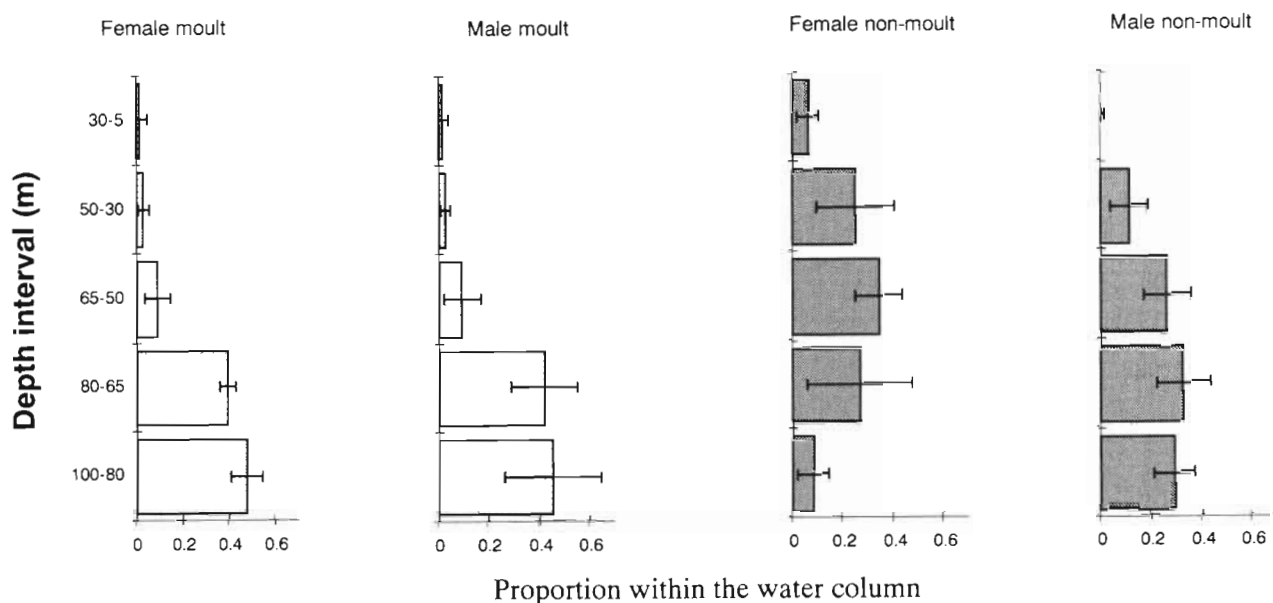 Female moult
Male moult
Female non-moult
Male non-moult
Depth interval (m)
30-5
50-30
65-50
80-65
100-80
0 0.2 0.4 0.6
0 0.2 0.4 0.6
0 0.2 0.4 0.6
0 0.2 0.4 0.6
Proportion within the water column